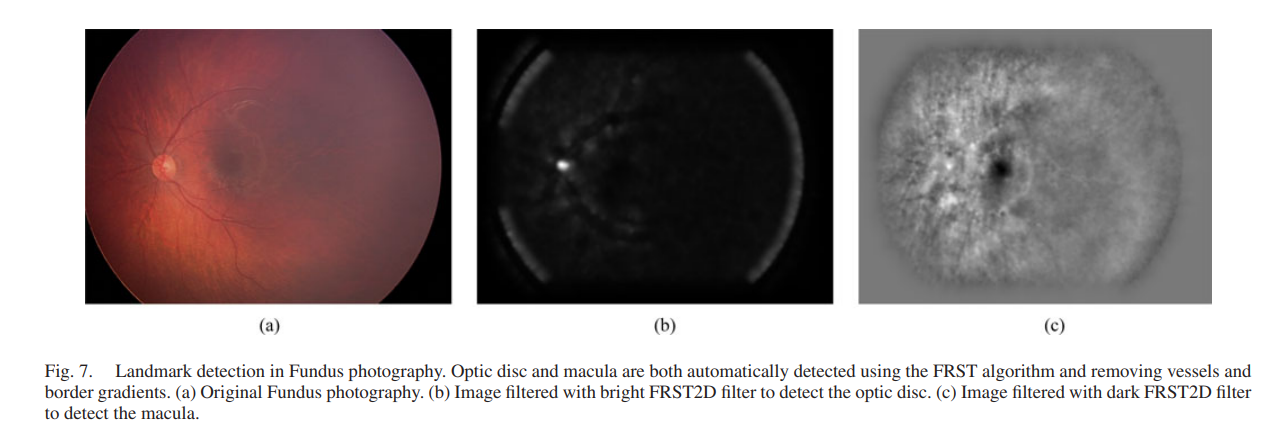 (a)
(b)
(c)
Fig. 7. Landmark detection in Fundus photography. Optic disc and macula are both automatically detected using the FRST algorithm and removing vessels and
border gradients. (a) Original Fundus photography. (b) Image filtered with bright FRST2D filter to detect the optic disc. (c) Image filtered with dark FRST2D filter
to detect the macula.